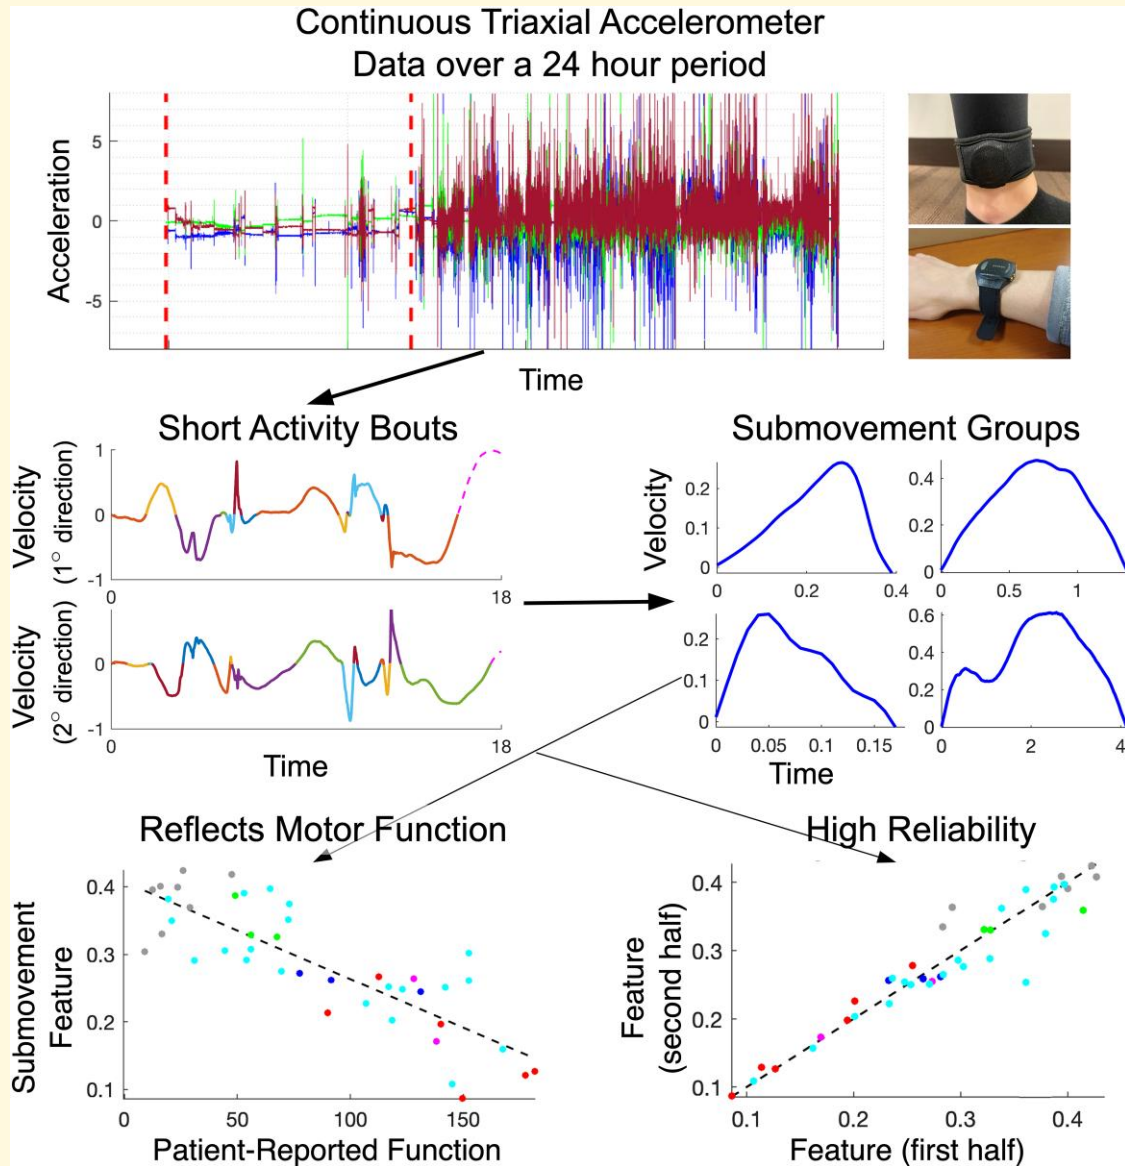 Continuous Triaxial Accelerometer
Data over a 24 hour period
Acceleration
5
0
-5
Time
Short Activity Bouts
Velocity
(1° direction)
1
0
-1
0
18
Velocity
(2° direction)
0
-1
0
18
Time
Submovement Groups
Velocity
0.2
0.1
0
0
0.2
0.4
0.4
0.2
0
0
0.5
1
0.2
0.1
0
0
0.05
0.1
0.15
0.6
0.4
0.2
0
0
2
4
Time
Reflects Motor Function
Submovement
Feature
0.4
0.3
0.2
0.1
0
50
100
150
Patient-Reported Function
High Reliability
Feature
(second half)
0.4
0.3
0.2
0.1
0.1
0.2
0.3
0.4
Feature (first half)